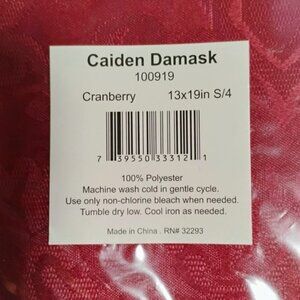 Caiden Damask
100919
Cranberry 13x19in S/4
7 39550 33312 1
100% Polyester
Machine wash cold in gentle cycle.
Use only non-chlorine bleach when needed.
Tumble dry low. Cool iron as needed.
Made in China . RN# 32293